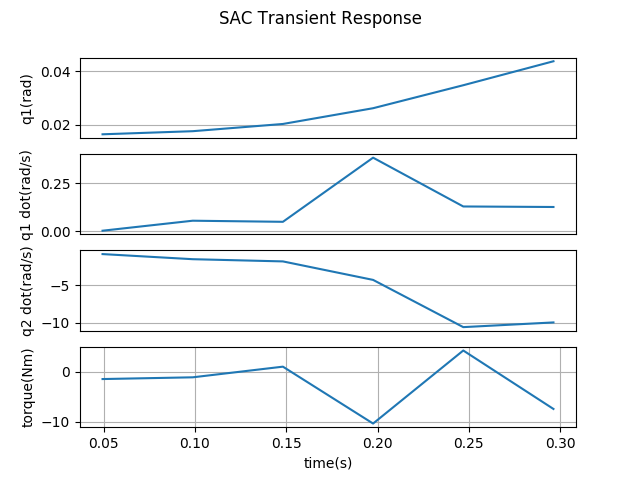 SAC Transient Response
q1(rad)
0.04
0.02
q1 dot(rad/s)
0.25
0.00
q2 dot(rad/s)
−5
−10
torque(Nm)
0
−10
0.05 0.10 0.15 0.20 0.25 0.30
time(s)